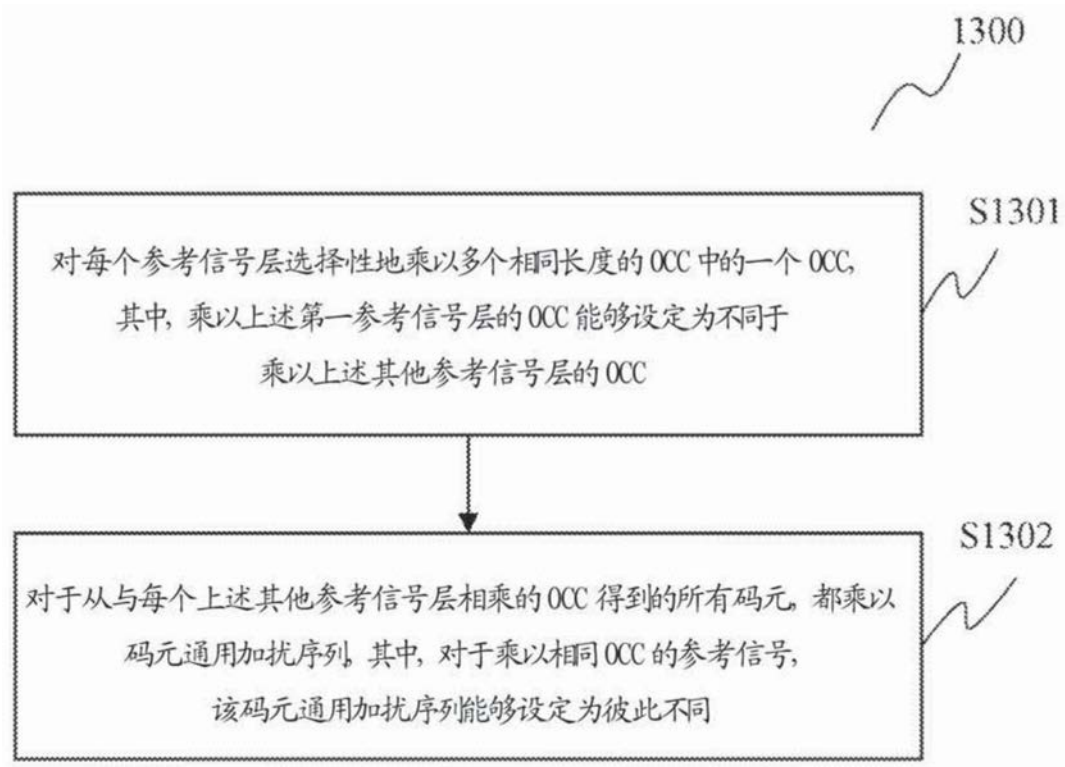 1300
S1301
对每个参考信号层选择性地乘以多个相同长度的OCC中的一个OCC,
其中, 乘以上述第一参考信号层的OCC能够设定为不同于
乘以上述其他参考信号层的OCC
S1302
对于从与每个上述其他参考信号层相乘的OCC得到的所有码元, 都乘以
码元通用加扰序列, 其中, 对于乘以相同OCC的参考信号,
该码元通用加扰序列能够设定为彼此不同